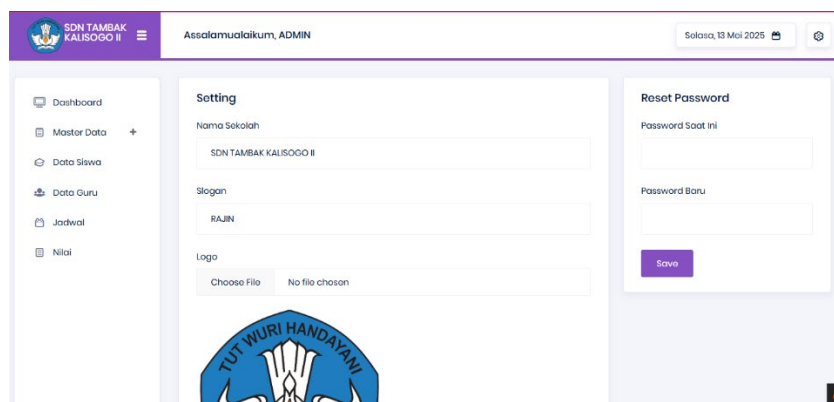 SDN TAMBAK
KALISOGO II
Assalamualaikum, ADMIN
Selasa, 13 Mei 2025
Dashboard
Master Data +
Data Siswa
Data Guru
Jadwal
Nilai
Setting
Nama Sekolah
SDN TAMBAK KALISOGO II
Slogan
RAJIN
Logo
Choose File No file chosen
TUT WURI HANDAYANI
Reset Password
Password Saat Ini
Password Baru
Save